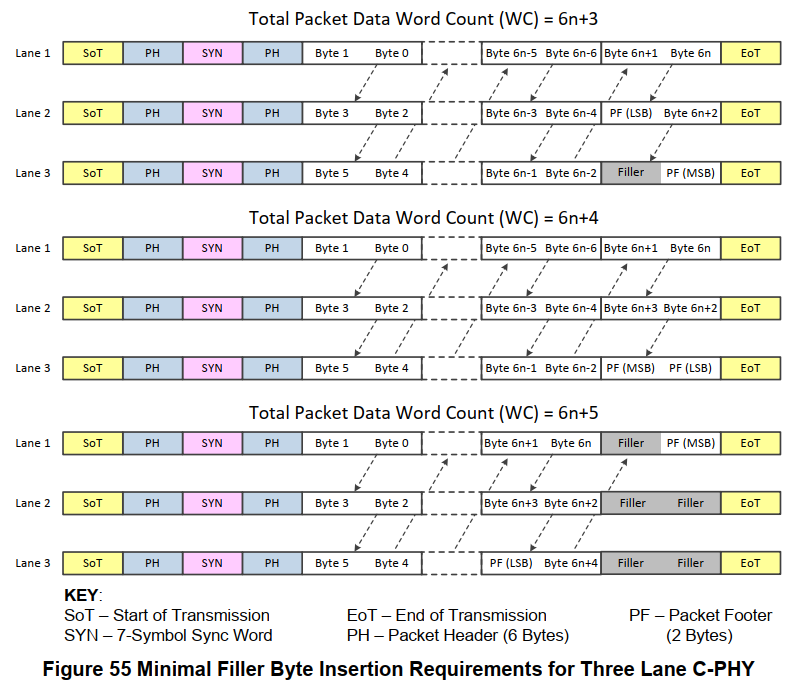 Total Packet Data Word Count (WC) = 6n+3
Lane 1 SoT PH SYN PH Byte 1 Byte 0 Byte 6n-5 Byte 6n-6 Byte 6n+1 Byte 6n EoT
Lane 2 SoT PH SYN PH Byte 3 Byte 2 Byte 6n-3 Byte 6n-4 PF (LSB) Byte 6n+2 EoT
Lane 3 SoT PH SYN PH Byte 5 Byte 4 Byte 6n-1 Byte 6n-2 Filler PF (MSB) EoT
Total Packet Data Word Count (WC) = 6n+4
Lane 1 SoT PH SYN PH Byte 1 Byte 0 Byte 6n-5 Byte 6n-6 Byte 6n+1 Byte 6n EoT
Lane 2 SoT PH SYN PH Byte 3 Byte 2 Byte 6n-3 Byte 6n-4 Byte 6n+3 Byte 6n+2 EoT
Lane 3 SoT PH SYN PH Byte 5 Byte 4 Byte 6n-1 Byte 6n-2 PF (MSB) PF (LSB) EoT
Total Packet Data Word Count (WC) = 6n+5
Lane 1 SoT PH SYN PH Byte 1 Byte 0 Byte 6n+1 Byte 6n Filler PF (MSB) EoT
Lane 2 SoT PH SYN PH Byte 3 Byte 2 Byte 6n+3 Byte 6n+2 Filler Filler EoT
Lane 3 SoT PH SYN PH Byte 5 Byte 4 PF (LSB) Byte 6n+4 Filler Filler EoT
KEY:
SoT – Start of Transmission EoT – End of Transmission PF – Packet Footer
SYN – 7-Symbol Sync Word PH – Packet Header (6 Bytes) (2 Bytes)
Figure 55 Minimal Filler Byte Insertion Requirements for Three Lane C-PHY